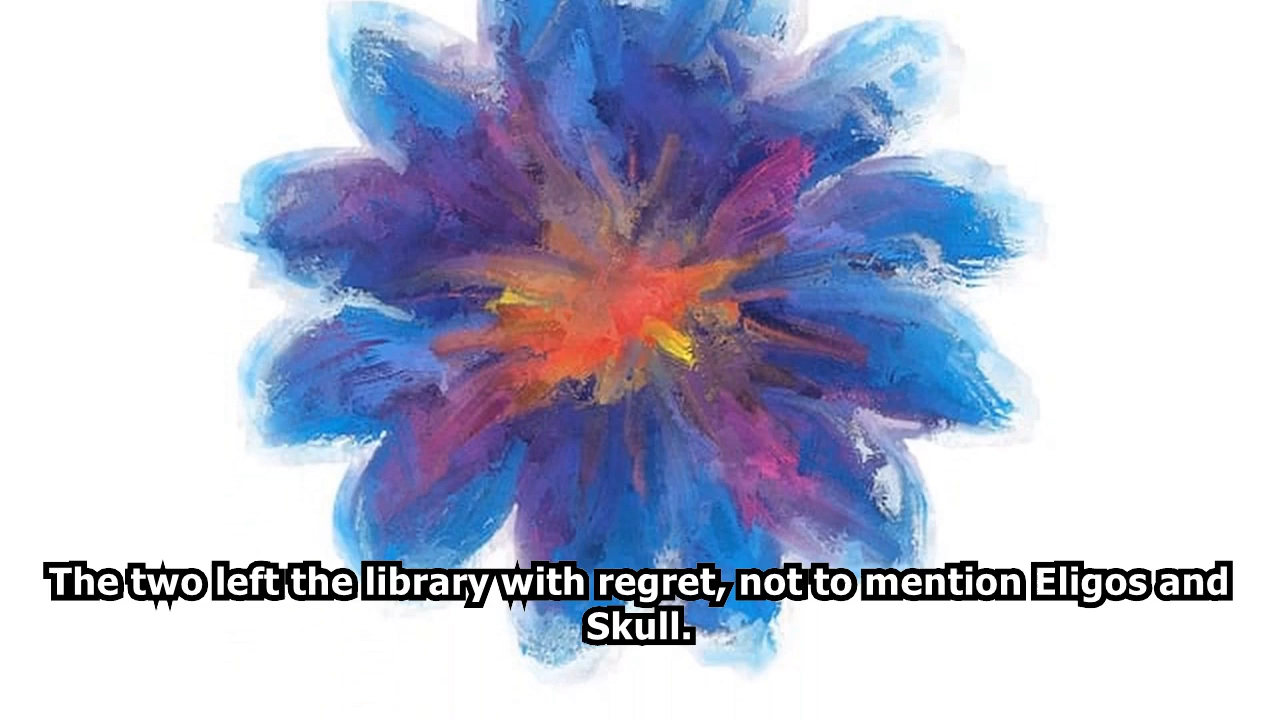 The two left the library with regret, not to mention Eligos and
Skull.